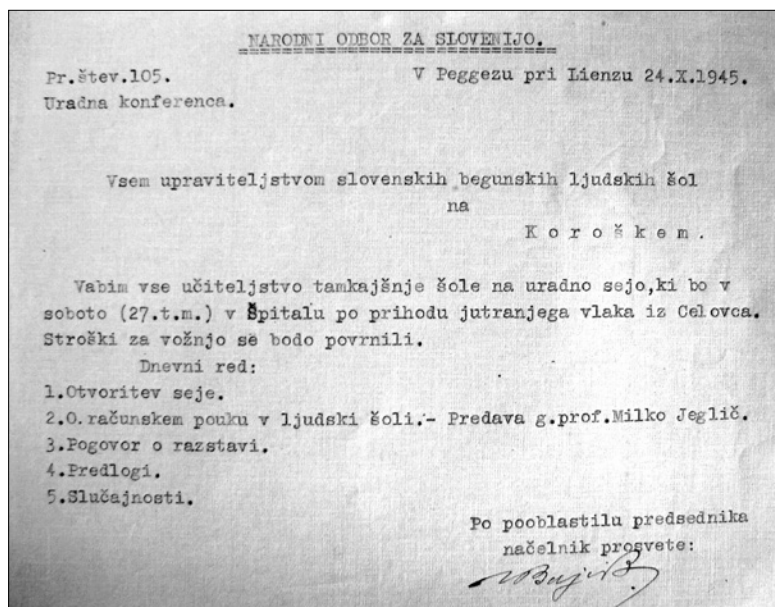 NARODNI ODBOR ZA SLOVENIJO.
Pr.štev.105. V Peggezu pri Lienzu 24.X.1945.
Uradna konferenca.
Vsem upraviteljstvom slovenskih begunskih ljudskih šol
na
K o r o š k e m .
Vabim vse učiteljstvo tamkajšnje šole na uradno sejo,ki bo v
soboto (27.t.m.) v Špitalu po prihodu jutranjega vlaka iz Celovca.
Stroški za vožnjo se bodo povrnili.
Dnevni red:
1.Otvoritev seje.
2.O.računskem pouku v ljudski šoli.- Predava g.prof.Milko Jeglič.
3.Pogovor o razstavi.
4.Predlogi.
5.Slučajnosti.
Po pooblastilu predsednika
načelnik prosvete: